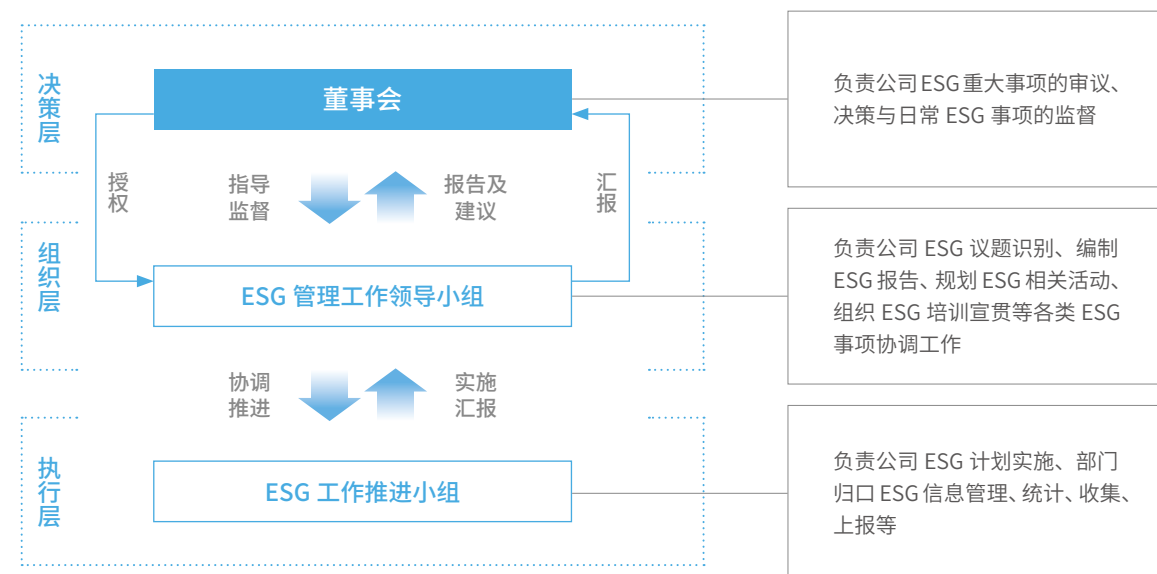 决策层
董事会
负责公司 ESG 重大事项的审议、
决策与日常 ESG 事项的监督
授权
指导
监督
报告及
建议
汇报
组织层
ESG 管理工作领导小组
负责公司 ESG 议题识别、编制
ESG 报告、规划 ESG 相关活动、
组织 ESG 培训宣贯等各类 ESG
事项协调工作
协调
推进
实施
汇报
执行层
ESG 工作推进小组
负责公司 ESG 计划实施、部门
归口 ESG 信息管理、统计、收集、
上报等